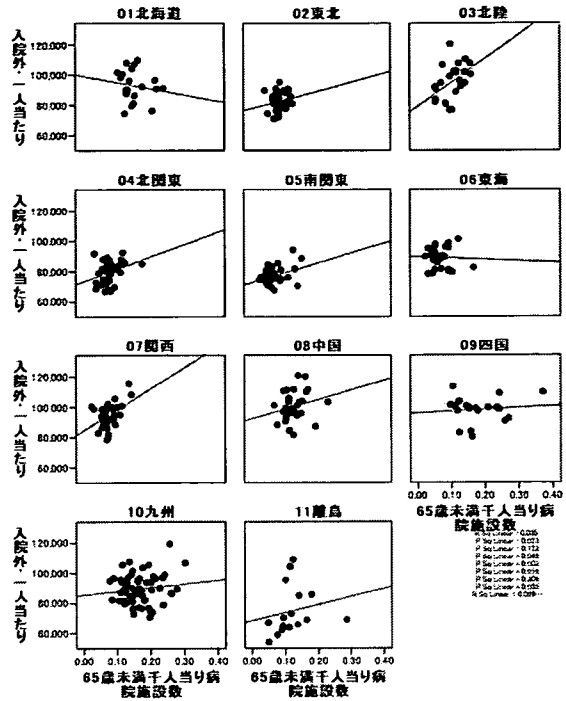 01北海道
02東北
03北陸
入院外・一人当たり
120,000
100,000
80,000
60,000
04北関東
05南関東
06東海
入院外・一人当たり
120,000
100,000
80,000
60,000
07関西
08中国
09四国
入院外・一人当たり
120,000
100,000
80,000
60,000
0.00 0.10 0.20 0.30 0.40
65歳未満千人当り病
院施設数
10九州
11離島
入院外・一人当たり
120,000
100,000
80,000
60,000
0.00 0.10 0.20 0.30 0.40
0.00 0.10 0.20 0.30 0.40
65歳未満千人当り病
院施設数
65歳未満千人当り病
院施設数